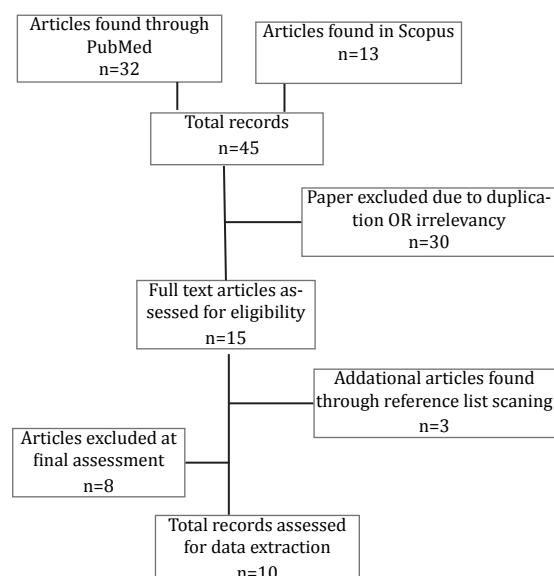 Articles found through
PubMed
n=32
Articles found in Scopus
n=13
Total records
n=45
Paper excluded due to duplica-
tion OR irrelevancy
n=30
Full text articles as-
sessed for eligibility
n=15
Addational articles found
through reference list scaning
n=3
Articles excluded at
final assessment
n=8
Total records assessed
for data extraction
n=10